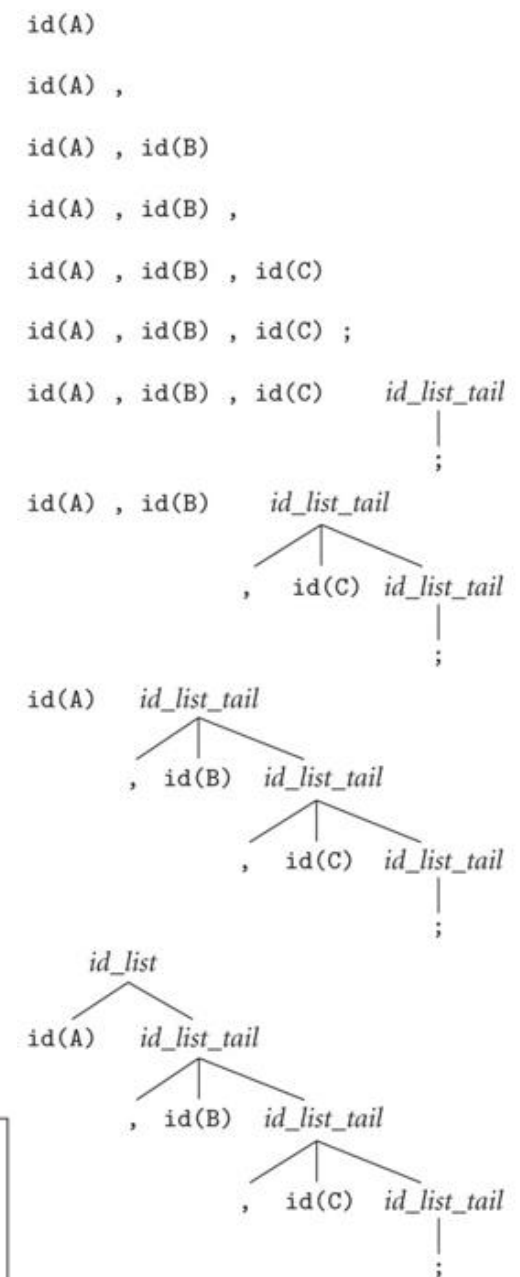 id(A)
id(A) ,
id(A) , id(B)
id(A) , id(B) ,
id(A) , id(B) , id(C)
id(A) , id(B) , id(C) ;
id(A) , id(B) , id(C) id_list_tail
;
id(A) , id(B) id_list_tail
, id(C) id_list_tail
;
id(A) id_list_tail
, id(B) id_list_tail
, id(C) id_list_tail
;
id_list
id(A) id_list_tail
, id(B) id_list_tail
, id(C) id_list_tail
;